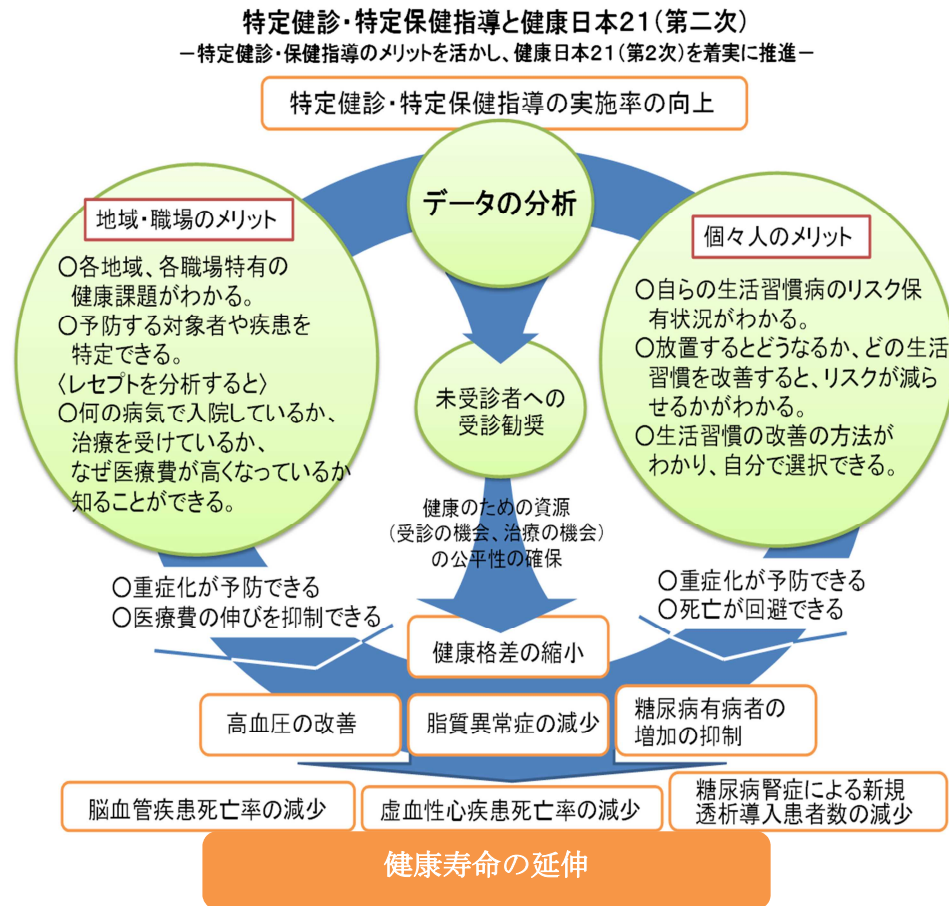 特定健診・特定保健指導と健康日本21(第二次)
－特定健診・保健指導のメリットを活かし、健康日本21(第2次)を着実に推進－
特定健診・特定保健指導の実施率の向上
データの分析
地域・職場のメリット
○各地域、各職場特有の
健康課題がわかる。
○予防する対象者や疾患を
特定できる。
〈レセプトを分析すると〉
○何の病気で入院しているか、
治療を受けているか、
なぜ医療費が高くなっているか
知ることができる。
個々人のメリット
○自らの生活習慣病のリスク保
有状況がわかる。
○放置するとどうなるか、どの生活
習慣を改善すると、リスクが減ら
せるかがわかる。
○生活習慣の改善の方法が
わかり、自分で選択できる。
未受診者への
受診勧奨
健康のための資源
(受診の機会、治療の機会)
の公平性の確保
○重症化が予防できる
○医療費の伸びを抑制できる
○重症化が予防できる
○死亡が回避できる
健康格差の縮小
高血圧の改善
脂質異常症の減少
糖尿病有病者の
増加の抑制
脳血管疾患死亡率の減少
虚血性心疾患死亡率の減少
糖尿病腎症による新規
透析導入患者数の減少
健康寿命の延伸